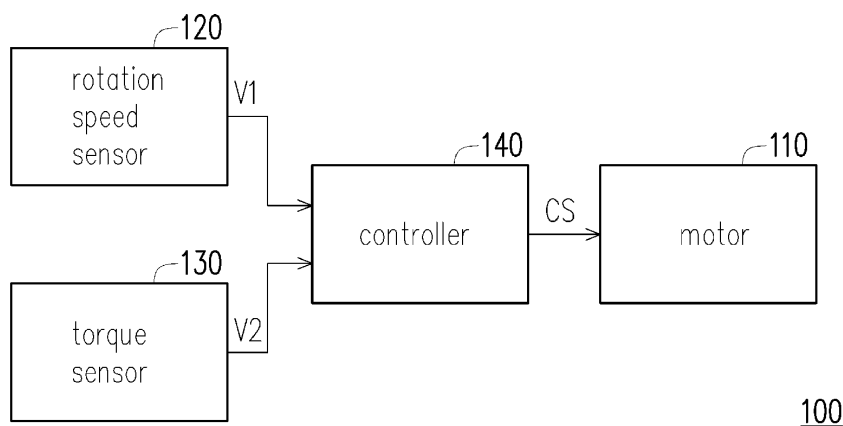 120
rotation
speed
sensor
V1
140
controller
CS
110
motor
130
torque
sensor
V2
100